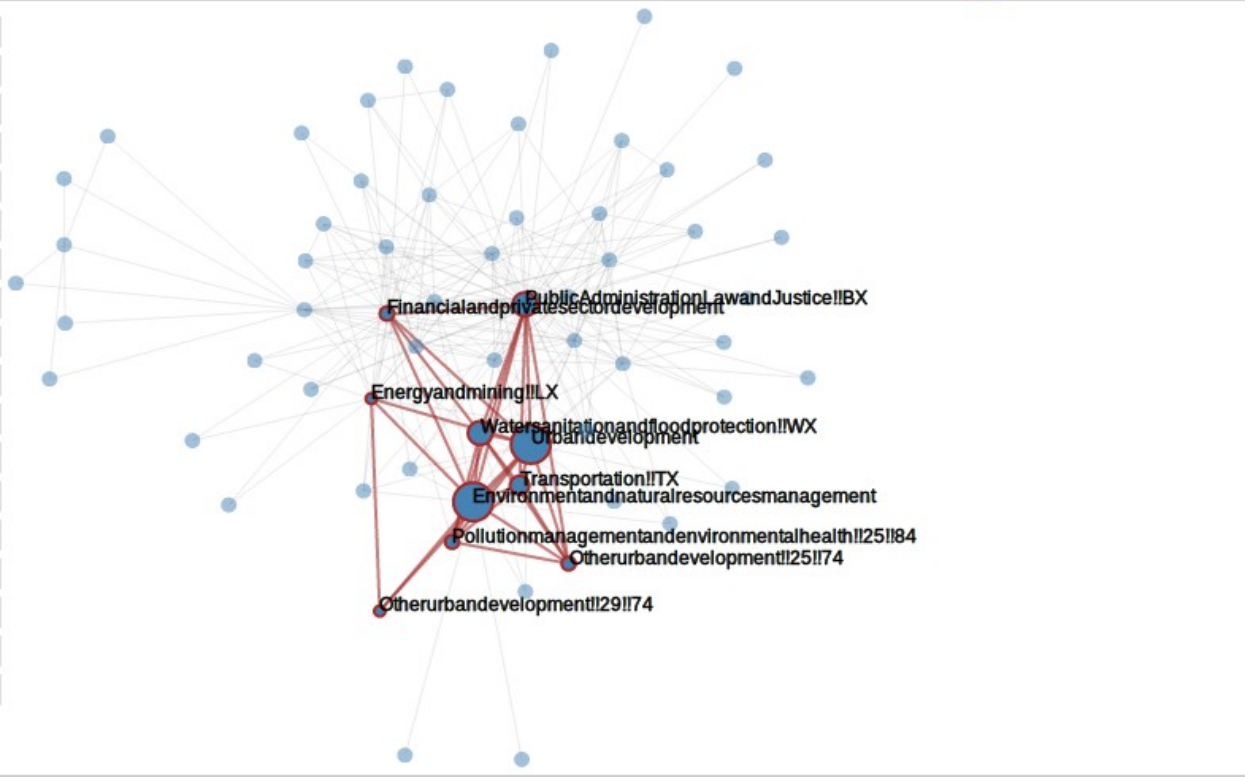 PublicAdministrationLawandJustice!!BX
Financialandprivatesectordevelopment
Energyandmining!!LX
Watersanitationandfloodprotection!!WX
Urbandevelopment
Transportation!!TX
Environmentandnaturalresourcesmanagement
Pollutionmanagementandenvironmentalhealth!!25!!84
Otherurbandevelopment!!25!!74
Otherurbandevelopment!!29!!74